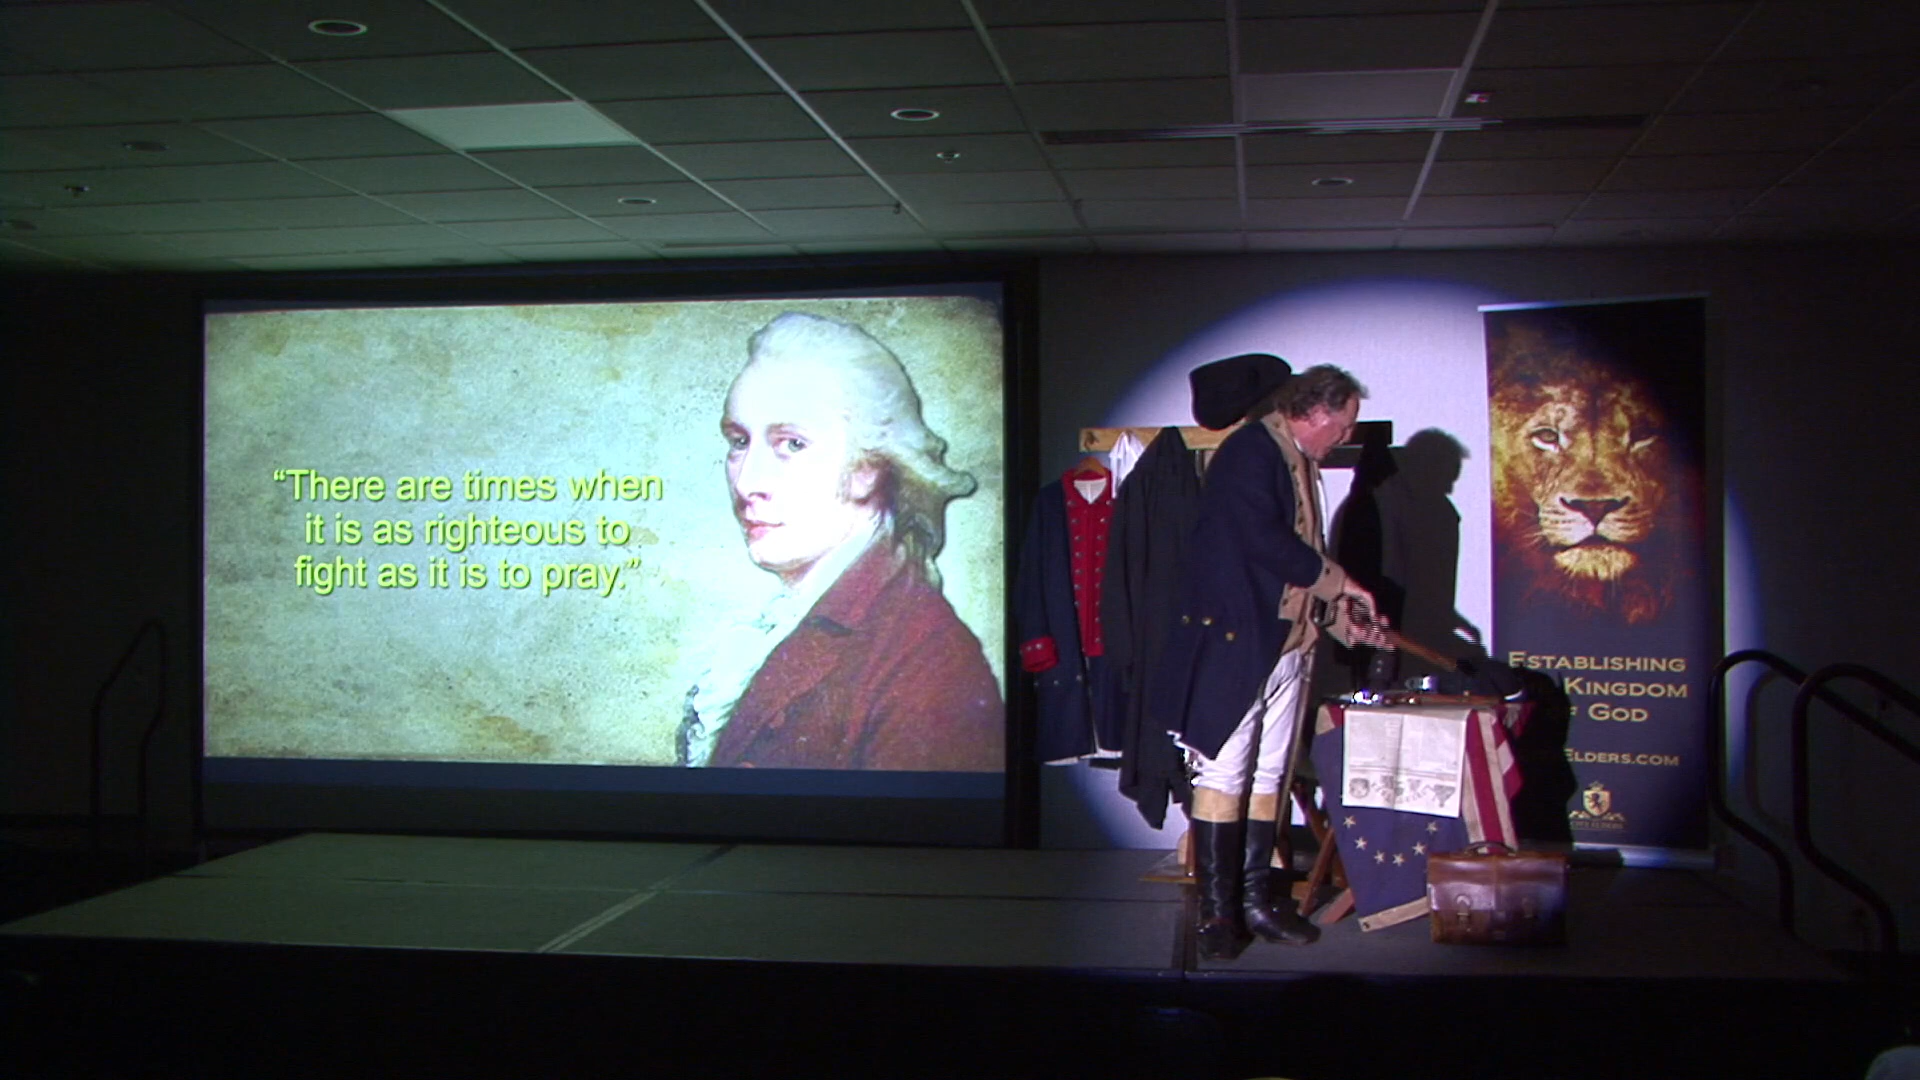 “There are times when
it is as righteous to
fight as it is to pray.”
ESTABLISHING
KINGDOM
GOD
ELDERS.COM